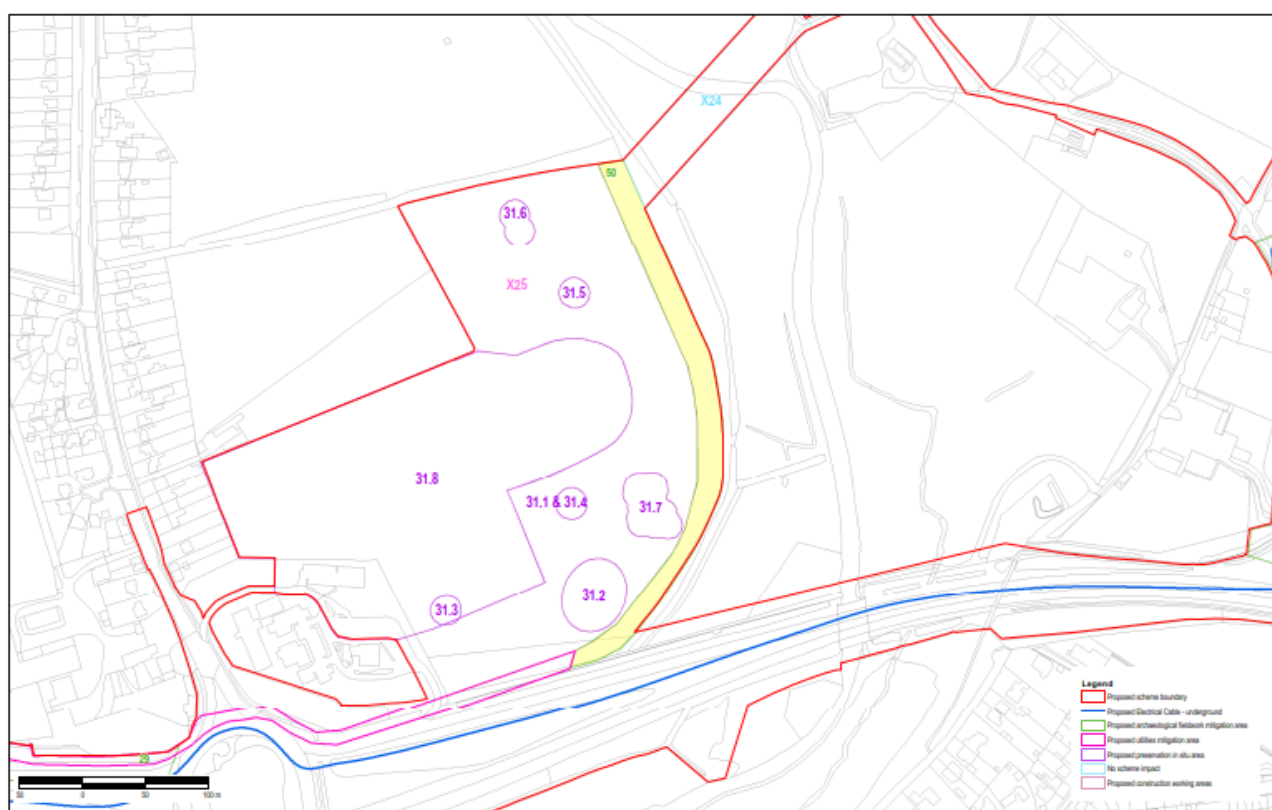 X24
50
31.6
X25
31.5
31.8
31.1 & 31.4
31.7
31.2
31.3
29
50 0 50 100 m
Legend
Proposed scheme boundary
Proposed Electrical Cable - underground
Proposed archaeological fieldwork mitigation area
Proposed utilities mitigation area
Proposed preservation in situ area
No scheme impact
Proposed construction working areas